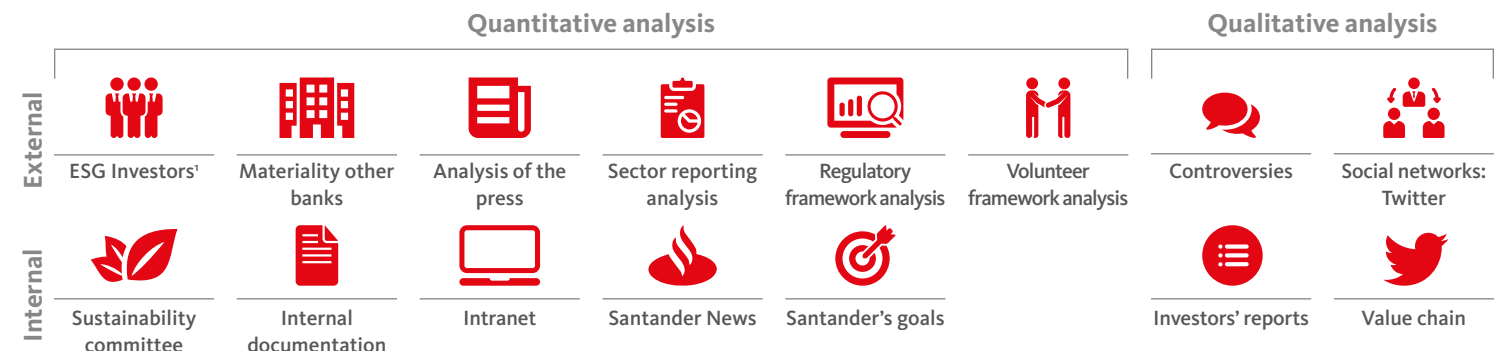 Quantitative analysis
Qualitative analysis
External
ESG Investors¹
Materiality other
banks
Analysis of the
press
Sector reporting
analysis
Regulatory
framework analysis
Volunteer
framework analysis
Controversies
Social networks:
Twitter
Internal
Sustainability
committee
Internal
documentation
Intranet
Santander News
Santander's goals
Investors' reports
Value chain